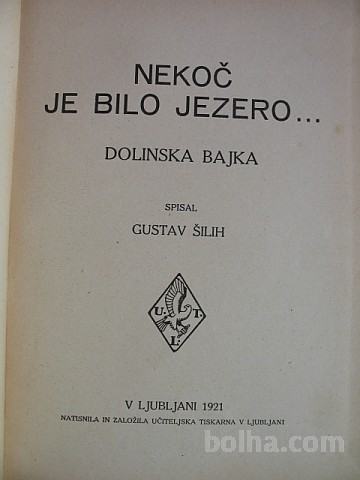 NEKOČ
JE BILO JEZERO...
DOLINSKA BAJKA
SPISAL
GUSTAV ŠILIH
U. T.
L.
V LJUBLJANI 1921
NATISNILA IN ZALOŽILA UČITELJSKA TISKARNA V LJUBLJANI
bolha.com